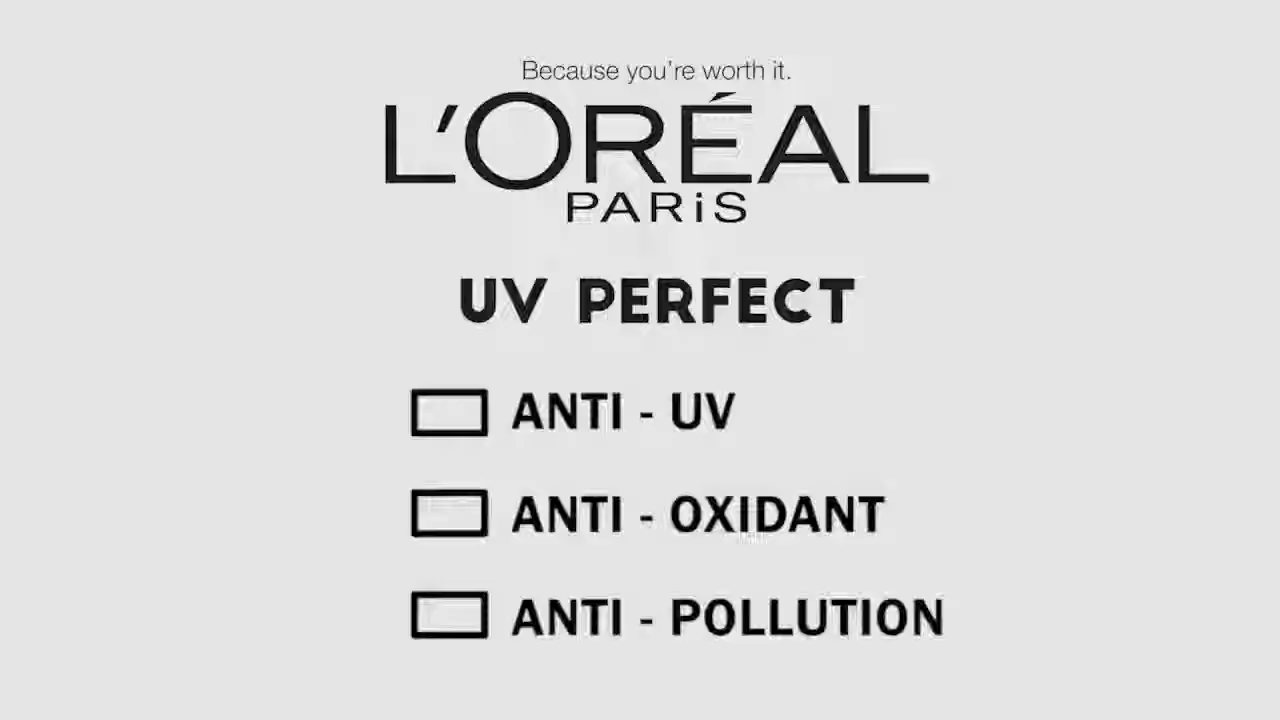 Because you're worth it.
L'ORÉAL
PARiS
UV PERFECT
ANTI - UV
ANTI - OXIDANT
ANTI - POLLUTION